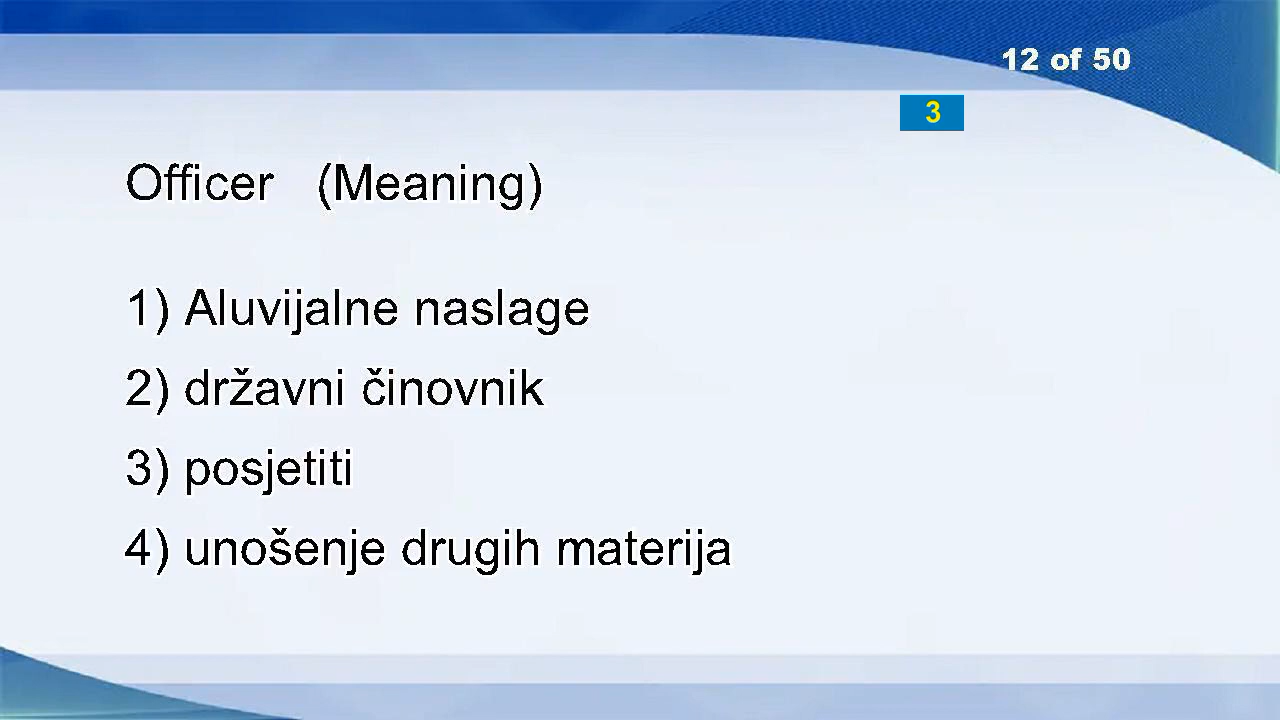 12 of 50
3
Officer (Meaning)
1) Aluvijalne naslage
2) državni činovnik
3) posjetiti
4) unošenje drugih materija